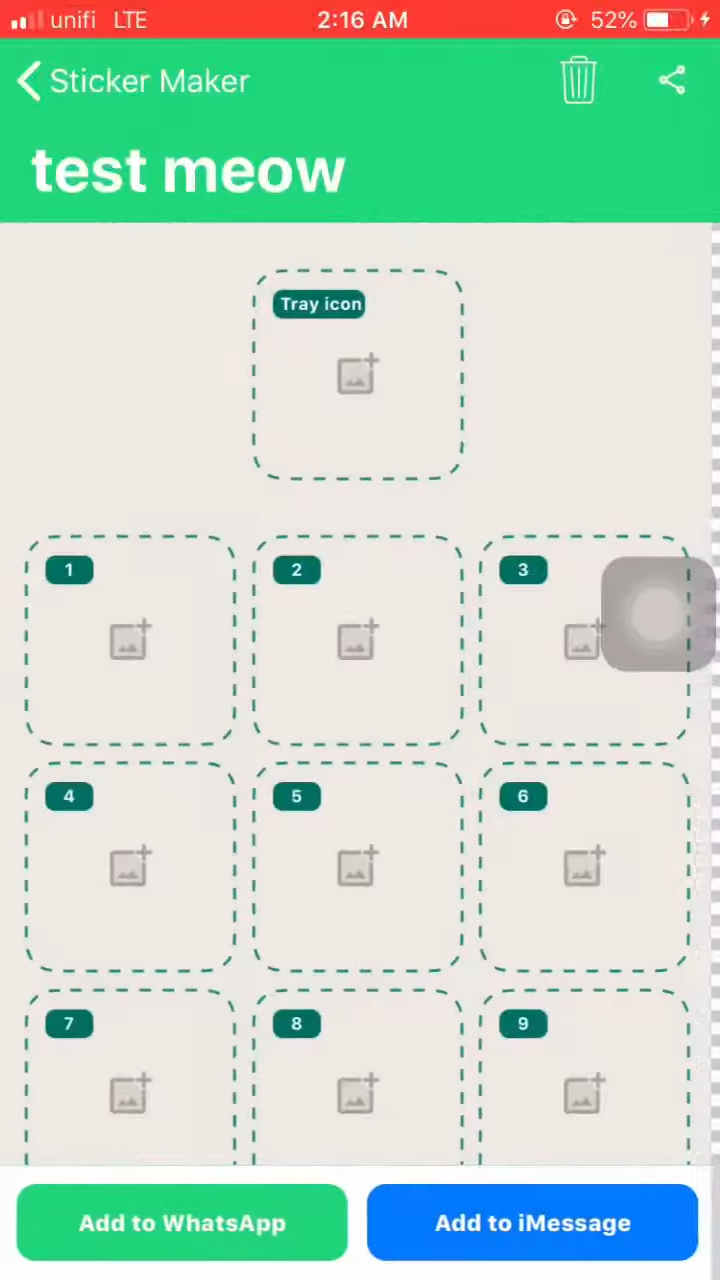 unifi LTE 2:16 AM 52%
Sticker Maker
test meow
Tray icon
1 2 3
4 5 6
7 8 9
Add to WhatsApp Add to iMessage